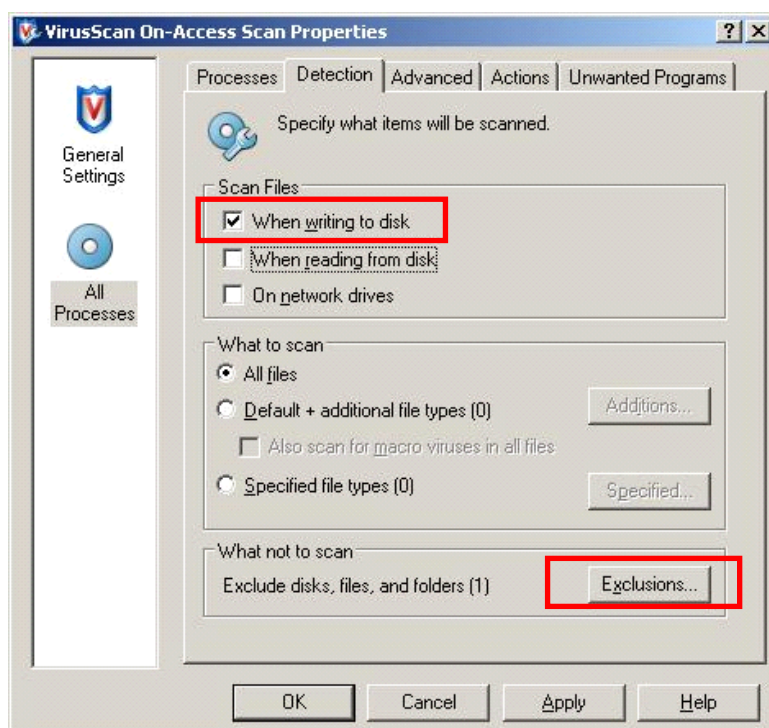 VirusScan On-Access Scan Properties
General
Settings
All
Processes
Processes
Detection
Advanced
Actions
Unwanted Programs
Specify what items will be scanned.
Scan Files
When writing to disk
When reading from disk
On network drives
What to scan
All files
Default + additional file types (0)
Additions...
Also scan for macro viruses in all files
Specified file types (0)
Specified...
What not to scan
Exclude disks, files, and folders (1)
Exclusions...
OK
Cancel
Apply
Help